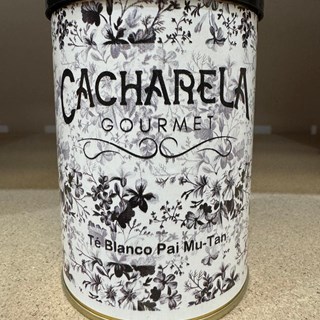 CACHARELA
GOURMET
Té Blanco Pai Mu-Tan